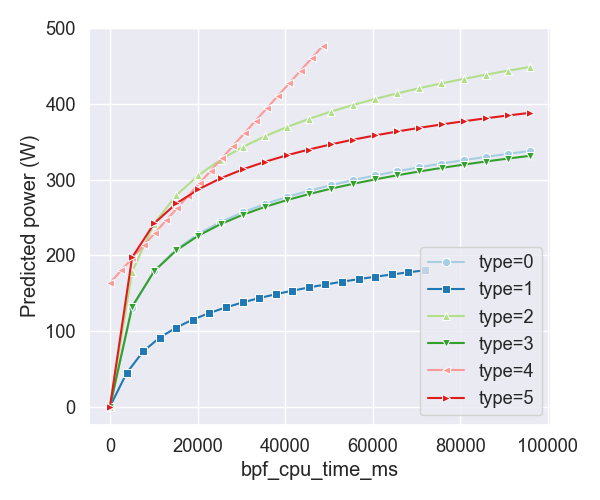 500
400
300
200
100
0
Predicted power (W)
type=0
type=1
type=2
type=3
type=4
type=5
0 20000 40000 60000 80000 100000
bpf_cpu_time_ms